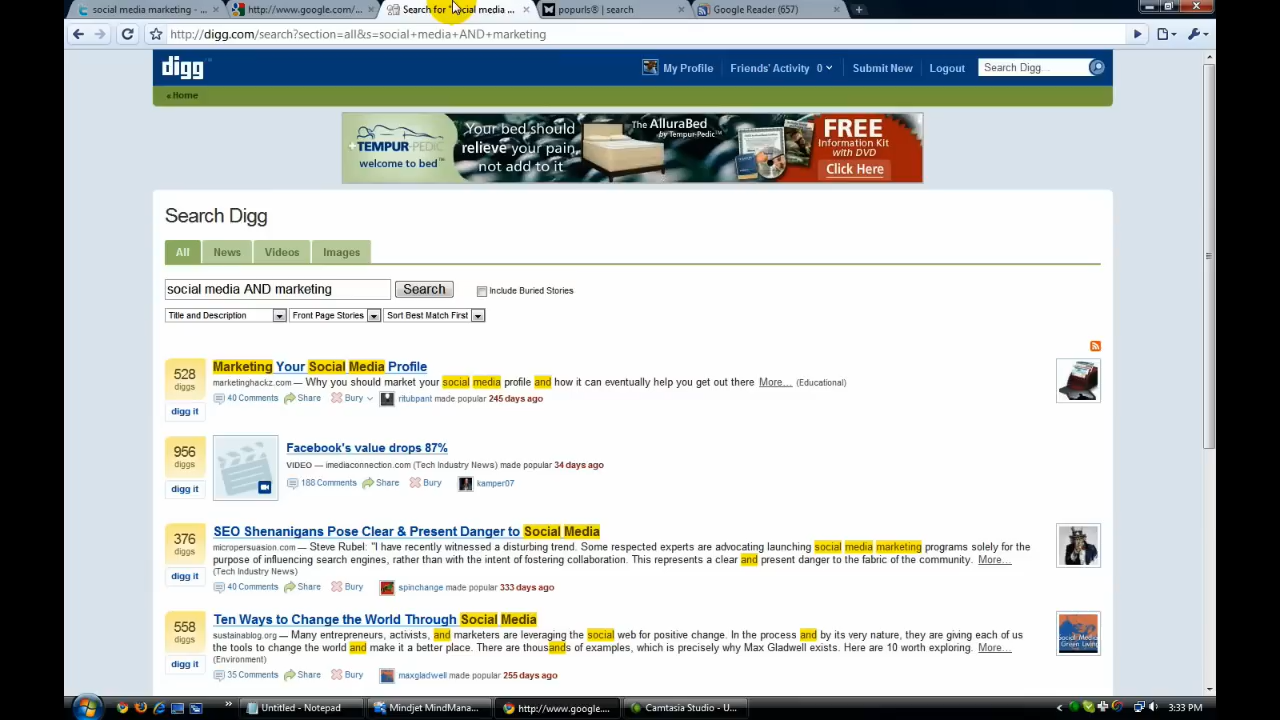 social media marketing - ...
http://www.google.com/...
Search for "social media ...
popurls® | search
Google Reader (657)
http://digg.com/search?section=all&s=social+media+AND+marketing
digg
My Profile
Friends' Activity 0
Submit New
Logout
Search Digg...
« Home
TEMPUR-PEDIC
welcome to bed™
Your bed should
relieve your pain,
not add to it.
The AlluraBed
by Tempur-Pedic™
FREE
Information Kit
with DVD
Click Here
Search Digg
All
News
Videos
Images
social media AND marketing
Search
Include Buried Stories
Title and Description
Front Page Stories
Sort Best Match First
528
diggs
digg it
Marketing Your Social Media Profile
marketinghackz.com — Why you should market your social media profile and how it can eventually help you get out there More... (Educational)
40 Comments Share Bury ritubpant made popular 245 days ago
956
diggs
digg it
Facebook's value drops 87%
VIDEO — imediaconnection.com (Tech Industry News) made popular 34 days ago
188 Comments Share Bury kamper07
376
diggs
digg it
SEO Shenanigans Pose Clear & Present Danger to Social Media
micropersuasion.com — Steve Rubel: "I have recently witnessed a disturbing trend. Some respected experts are advocating launching social media marketing programs solely for the
purpose of influencing search engines, rather than with the intent of fostering collaboration. This represents a clear and present danger to the fabric of the community. More...
(Tech Industry News)
40 Comments Share Bury spinchange made popular 333 days ago
558
diggs
digg it
Ten Ways to Change the World Through Social Media
sustainablog.org — Many entrepreneurs, activists, and marketers are leveraging the social web for positive change. In the process and by its very nature, they are giving each of us
the tools to change the world and make it a better place. There are thousands of examples, which is precisely why Max Gladwell exists. Here are 10 worth exploring. More...
(Environment)
35 Comments Share Bury maxgladwell made popular 255 days ago
Social Media
Green Living
Untitled - Notepad
Mindjet MindMana...
http://www.google....
Camtasia Studio - U...
3:33 PM